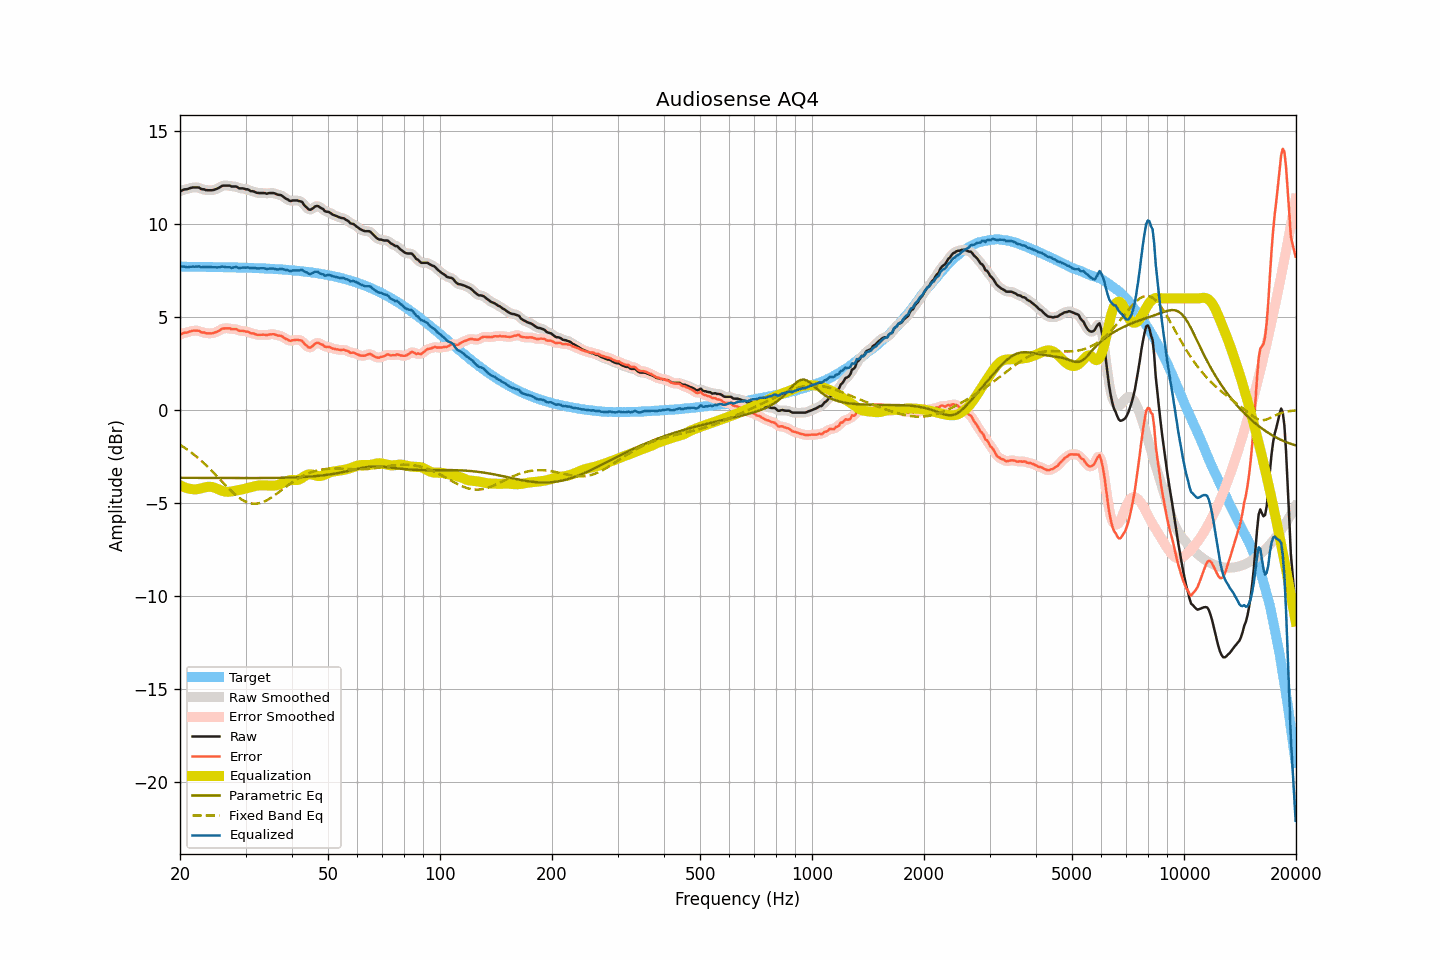 Audiosense AQ4
Amplitude (dBr)
15
10
5
0
−5
−10
−15
−20
Target
Raw Smoothed
Error Smoothed
Raw
Error
Equalization
Parametric Eq
Fixed Band Eq
Equalized
20 50 100 200 500 1000 2000 5000 10000 20000
Frequency (Hz)